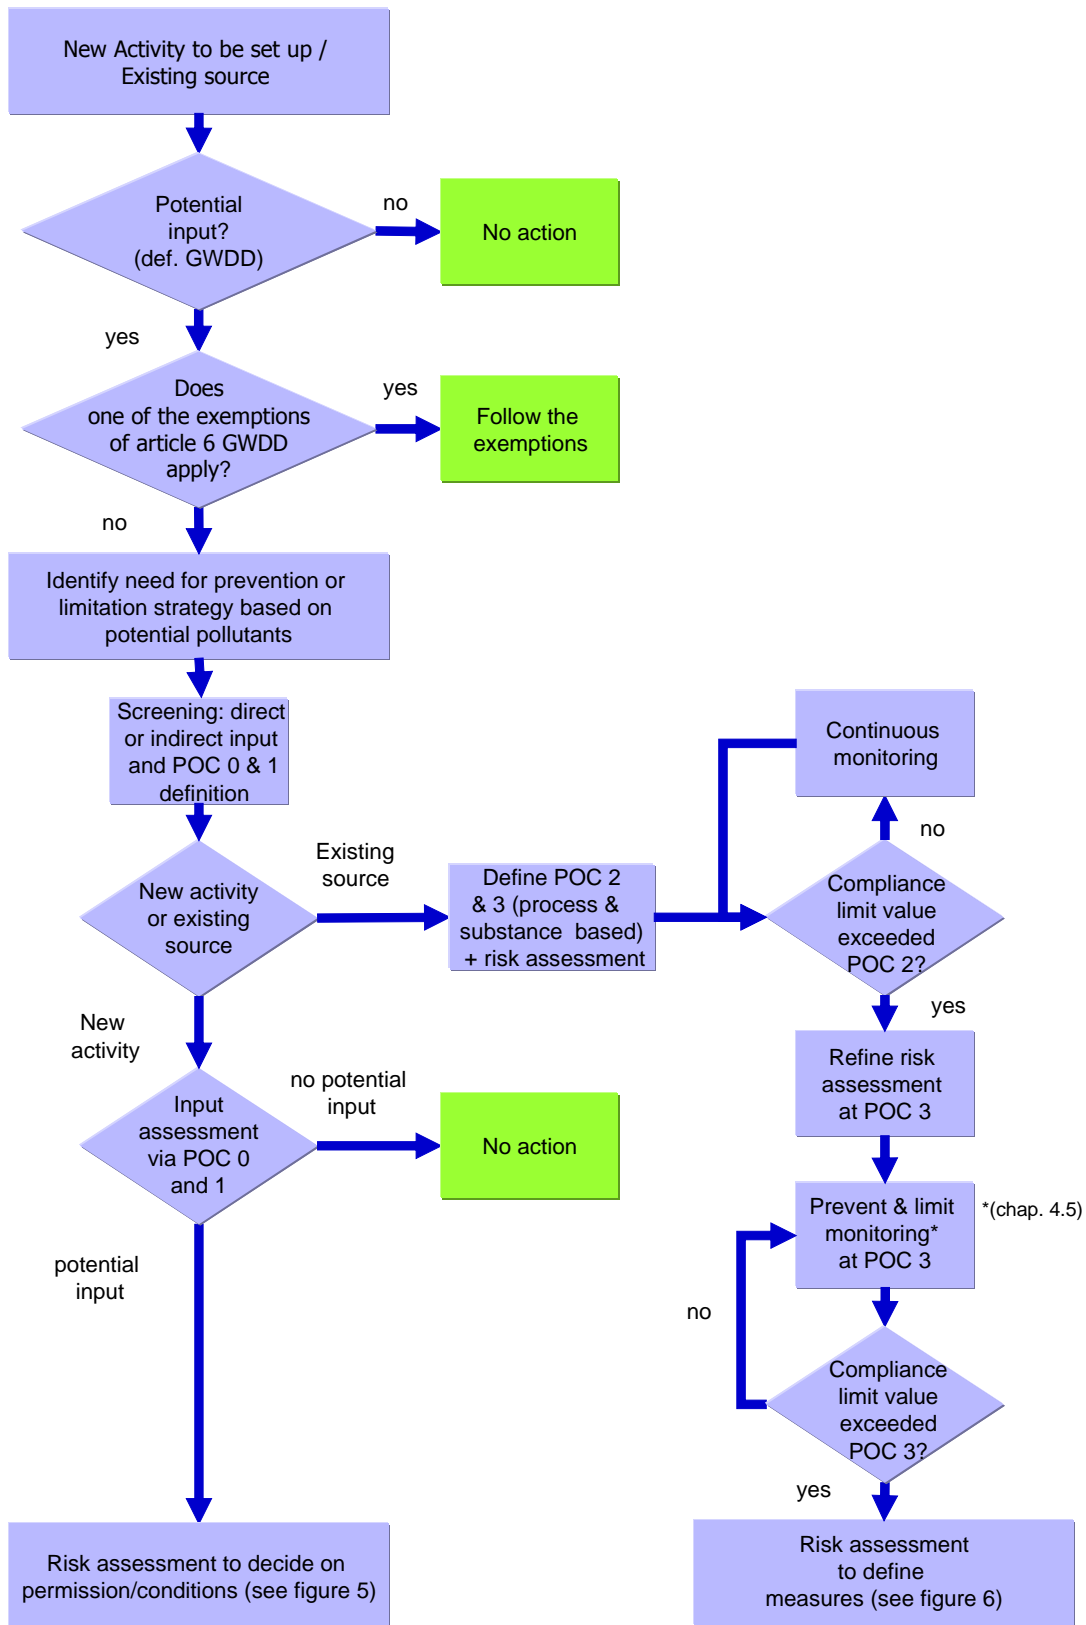 New Activity to be set up /
Existing source
Potential
input?
(def. GWDD)
no
No action
yes
Does
one of the exemptions
of article 6 GWDD
apply?
yes
Follow the
exemptions
no
Identify need for prevention or
limitation strategy based on
potential pollutants
Screening: direct
or indirect input
and POC 0 & 1
definition
New activity
or existing
source
Existing
source
Define POC 2
& 3 (process &
substance based)
+ risk assessment
Continuous
monitoring
no
Compliance
limit value
exceeded
POC 2?
yes
Refine risk
assessment
at POC 3
New
activity
Input
assessment
via POC 0
and 1
no potential
input
No action
Prevent & limit
monitoring*
at POC 3
*(chap. 4.5)
potential
input
no
Compliance
limit value
exceeded
POC 3?
yes
Risk assessment to decide on
permission/conditions (see figure 5)
Risk assessment
to define
measures (see figure 6)